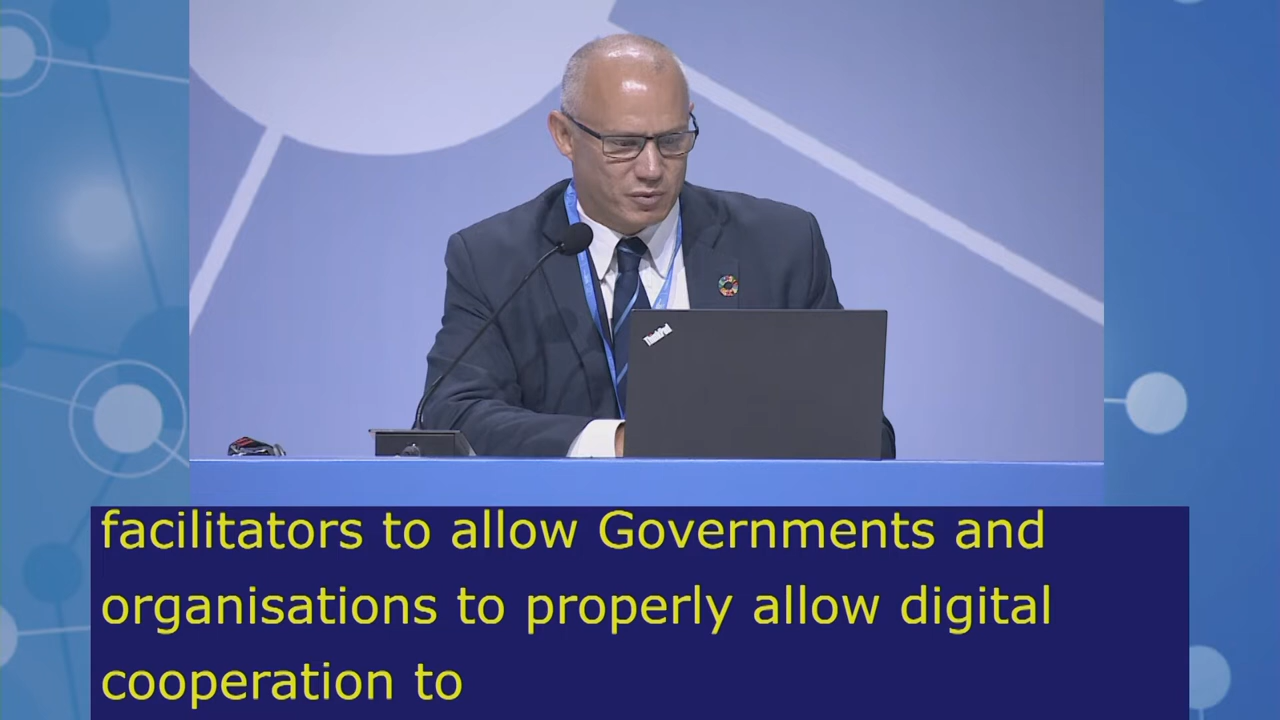 ThinkPad
facilitators to allow Governments and
organisations to properly allow digital
cooperation to